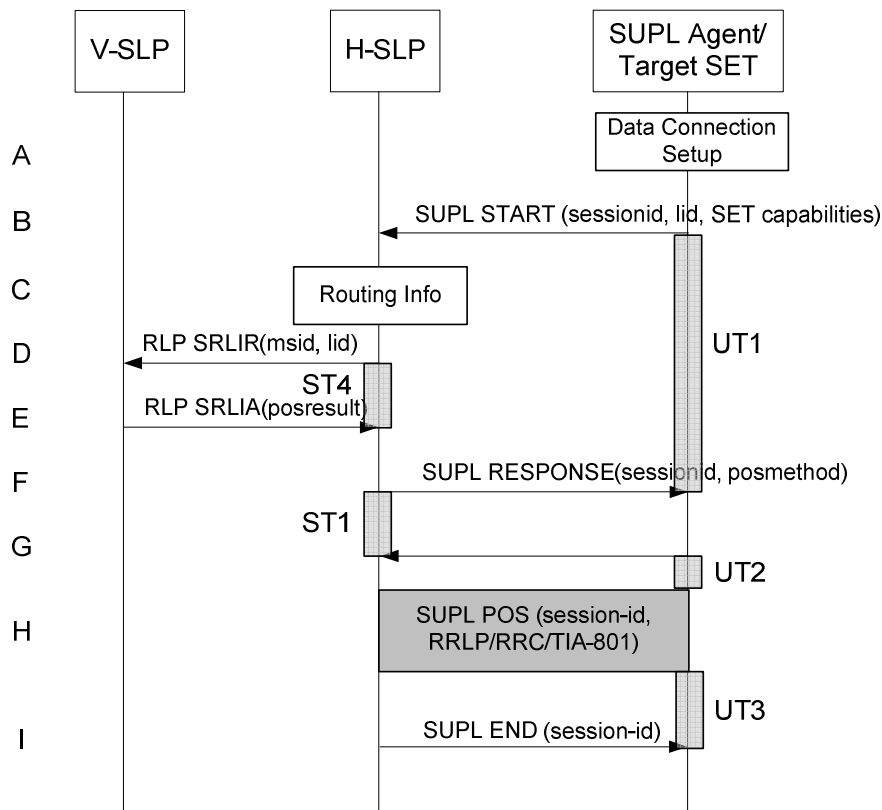 V-SLP
H-SLP
SUPL Agent/
Target SET
Data Connection
Setup
A
B
SUPL START (sessionid, lid, SET capabilities)
C
Routing Info
D
RLP SRLIR(msid, lid)
UT1
ST4
E
RLP SRLIA(posresult)
F
SUPL RESPONSE(sessionid, posmethod)
ST1
G
UT2
H
SUPL POS (session-id,
RRLP/RRC/TIA-801)
UT3
I
SUPL END (session-id)